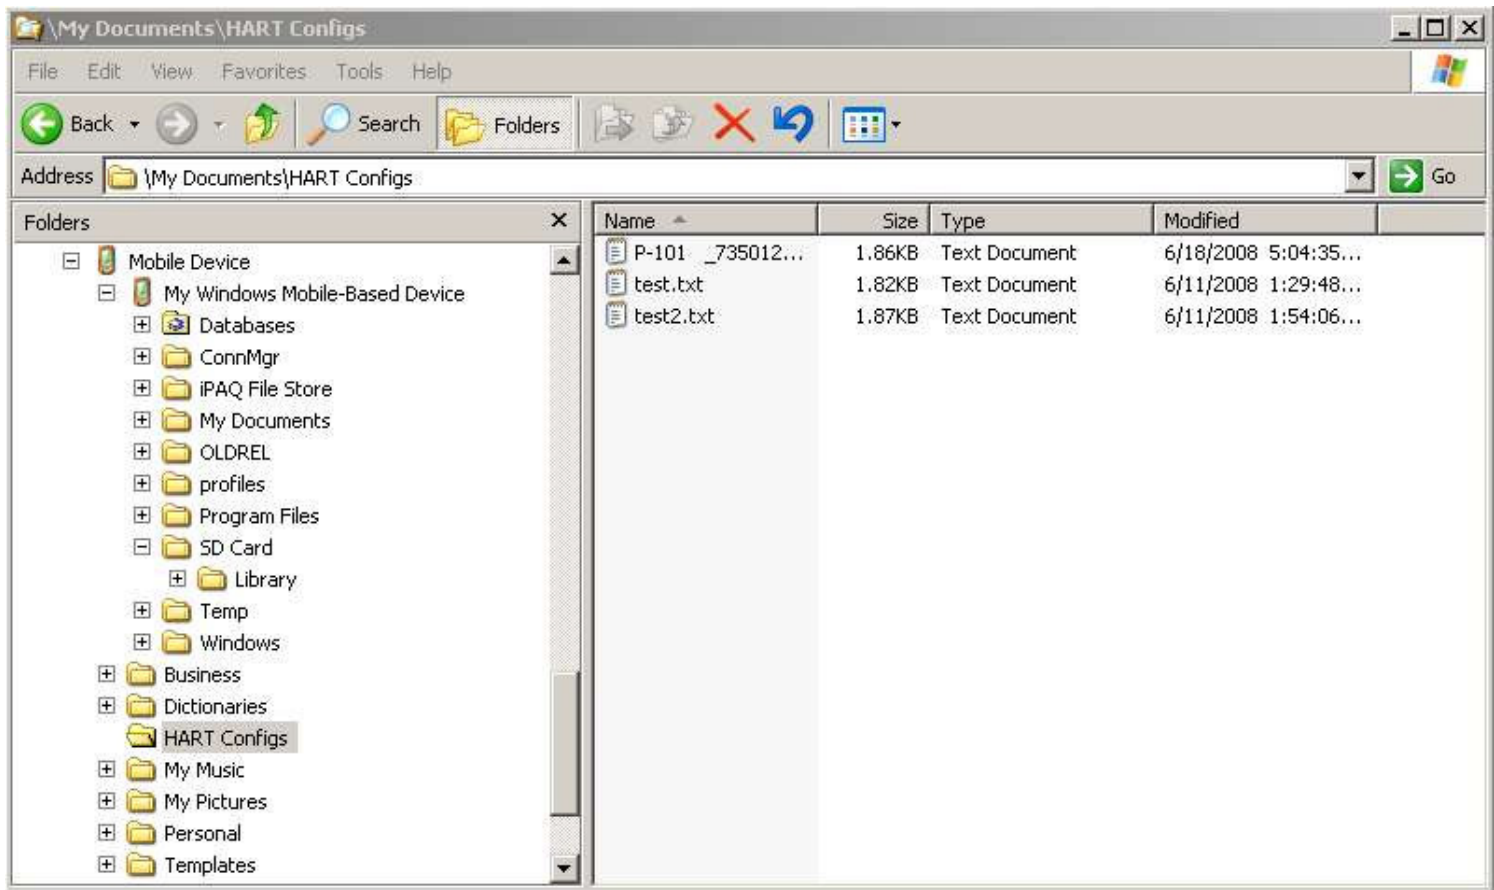 \My Documents\HART Configs
File Edit View Favorites Tools Help
Back Search Folders
Address \My Documents\HART Configs Go
Folders
Mobile Device
My Windows Mobile-Based Device
Databases
ConnMgr
iPAQ File Store
My Documents
OLDREL
profiles
Program Files
SD Card
Library
Temp
Windows
Business
Dictionaries
HART Configs
My Music
My Pictures
Personal
Templates
Name Size Type Modified
P-101 _735012... 1.86KB Text Document 6/18/2008 5:04:35...
test.txt 1.82KB Text Document 6/11/2008 1:29:48...
test2.txt 1.87KB Text Document 6/11/2008 1:54:06...